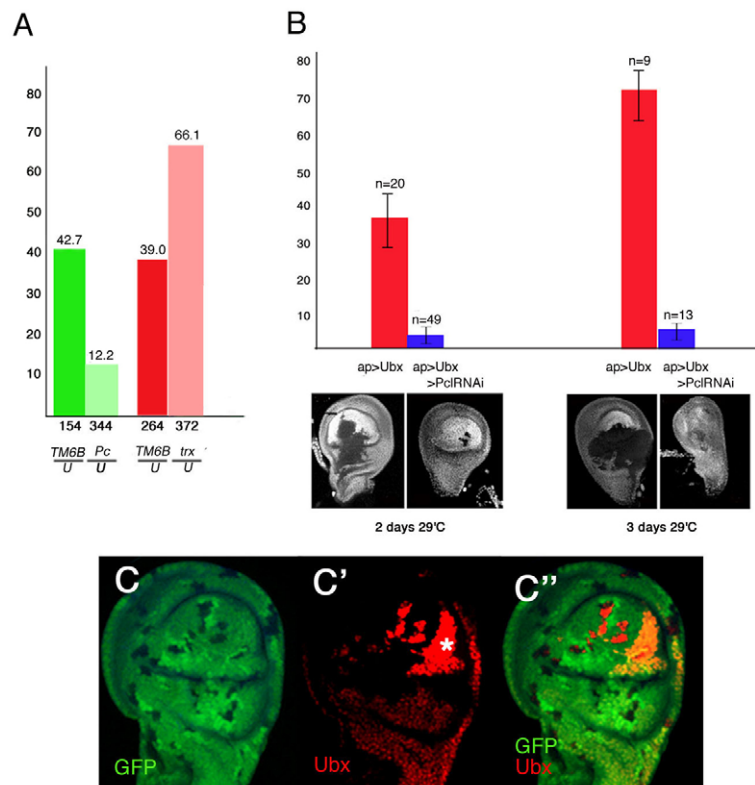 A
80
70
60
50
40
30
20
10
42.7
12.2
39.0
66.1
154 344 264 372
TM6B Pc TM6B trx
U U U U
B
80
70
60
50
40
30
20
10
n=20
n=49
n=9
n=13
ap>Ubx ap>Ubx ap>Ubx ap>Ubx
>PclRNAi >PclRNAi
2 days 29'C 3 days 29'C
C C' C''
GFP
Ubx
GFP
Ubx
*